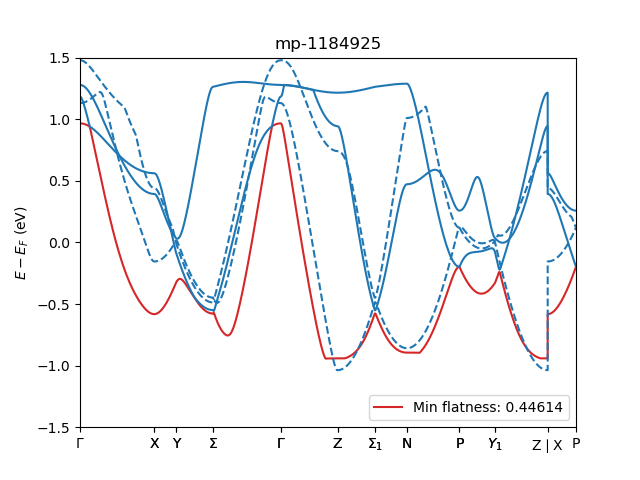 mp-1184925
E − E_F (eV)
1.5
1.0
0.5
0.0
−0.5
−1.0
−1.5
Min flatness: 0.44614
Γ X Y Σ Γ Z Σ₁ N P Y₁ Z | X P